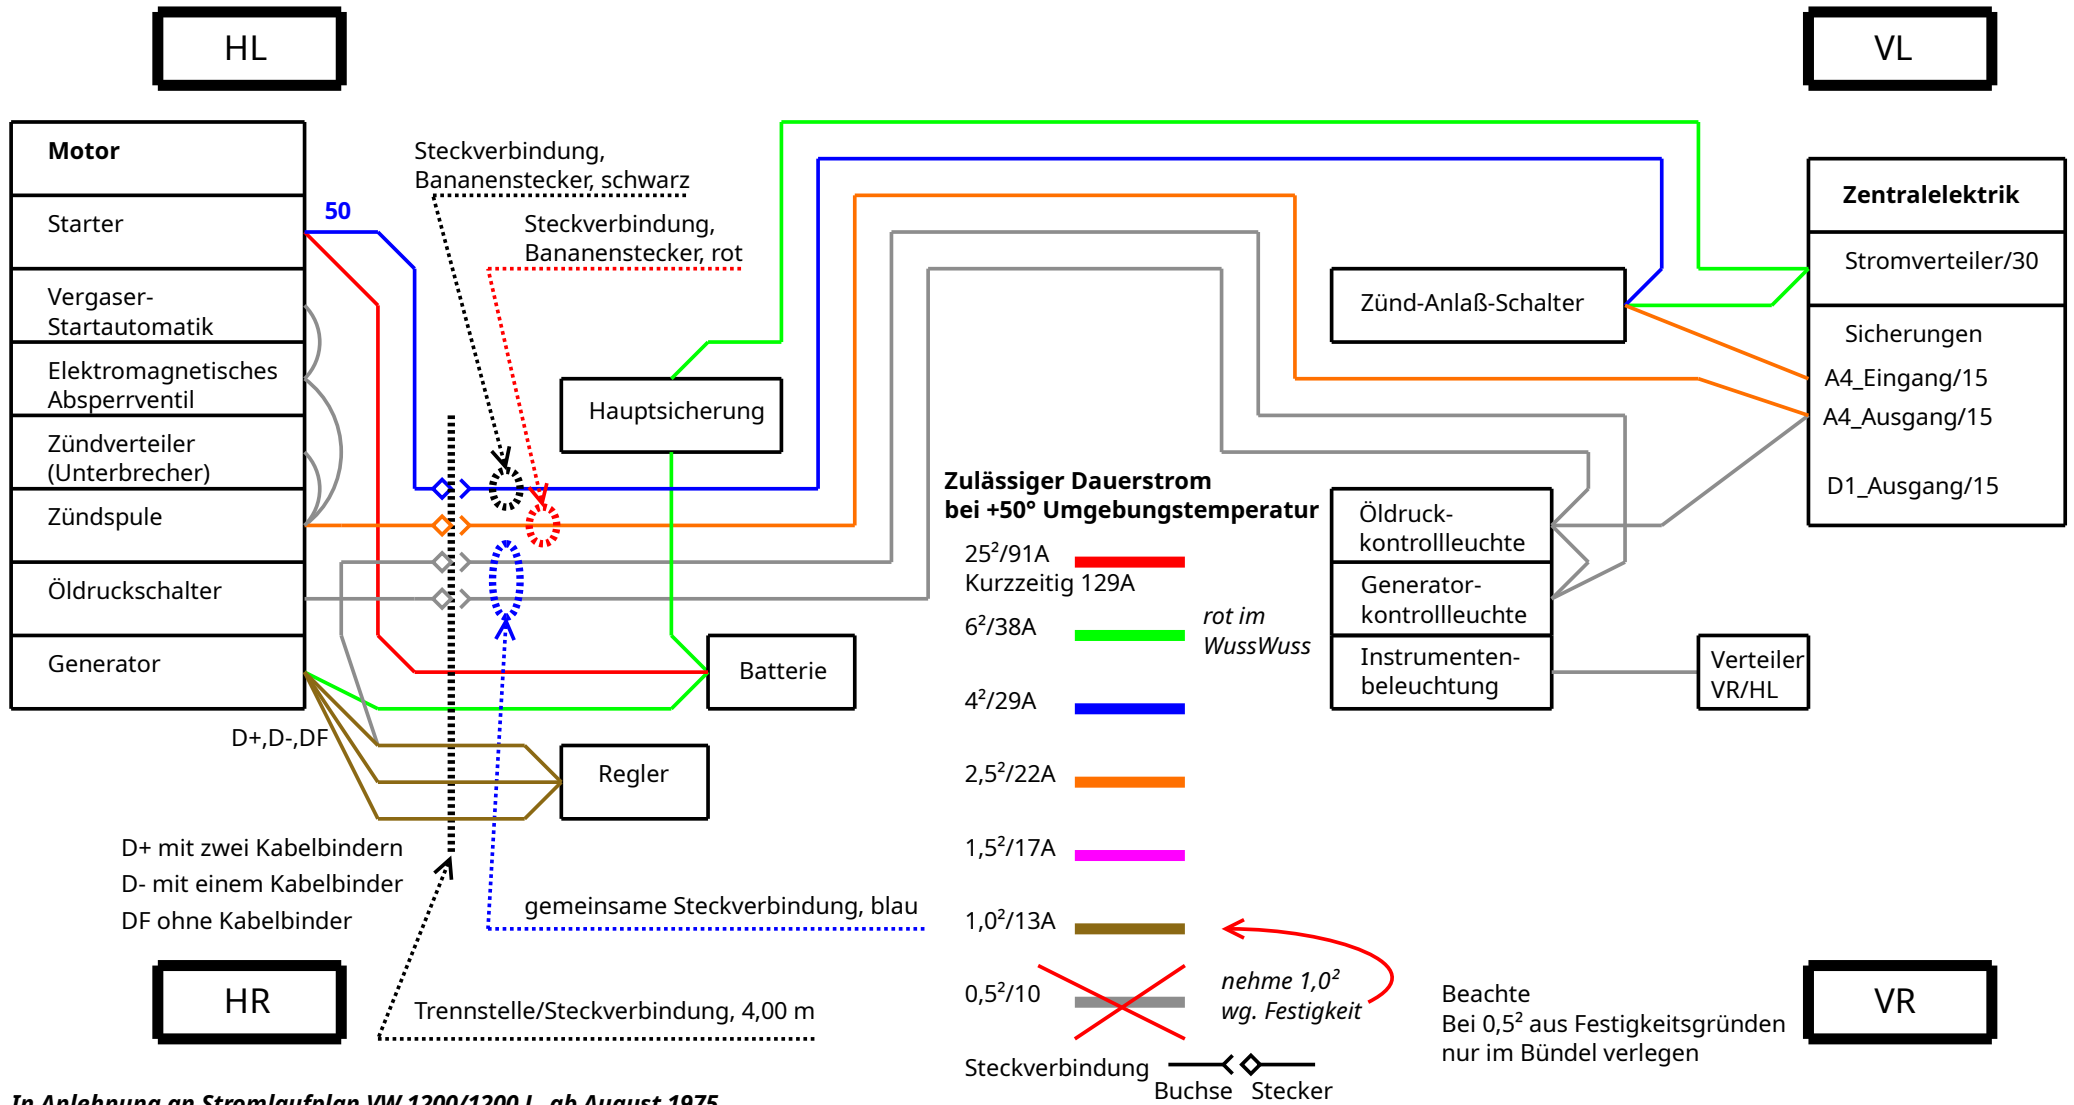 HL
VL
Motor
Starter
50
Vergaser-
Startautomatik
Elektromagnetisches
Absperrventil
Zündverteiler
(Unterbrecher)
Zündspule
Öldruckschalter
Generator
D+,D-,DF
D+ mit zwei Kabelbindern
D- mit einem Kabelbinder
DF ohne Kabelbinder
Steckverbindung,
Bananenstecker, schwarz
Steckverbindung,
Bananenstecker, rot
Hauptsicherung
Batterie
Regler
gemeinsame Steckverbindung, blau
Trennstelle/Steckverbindung, 4,00 m
Zulässiger Dauerstrom
bei +50° Umgebungstemperatur
25²/91A
Kurzzeitig 129A
6²/38A
rot im
WussWuss
4²/29A
2,5²/22A
1,5²/17A
1,0²/13A
0,5²/10
nehme 1,0²
wg. Festigkeit
Steckverbindung
Buchse Stecker
Zünd-Anlaß-Schalter
Öldruck-
kontrollleuchte
Generator-
kontrollleuchte
Instrumenten-
beleuchtung
Verteiler
VR/HL
Zentralelektrik
Stromverteiler/30
Sicherungen
A4_Eingang/15
A4_Ausgang/15
D1_Ausgang/15
Beachte
Bei 0,5² aus Festigkeitsgründen
nur im Bündel verlegen
HR
VR
In Anlehnung an Stromlaufplan VW 1200/1200 L, ab August 1975